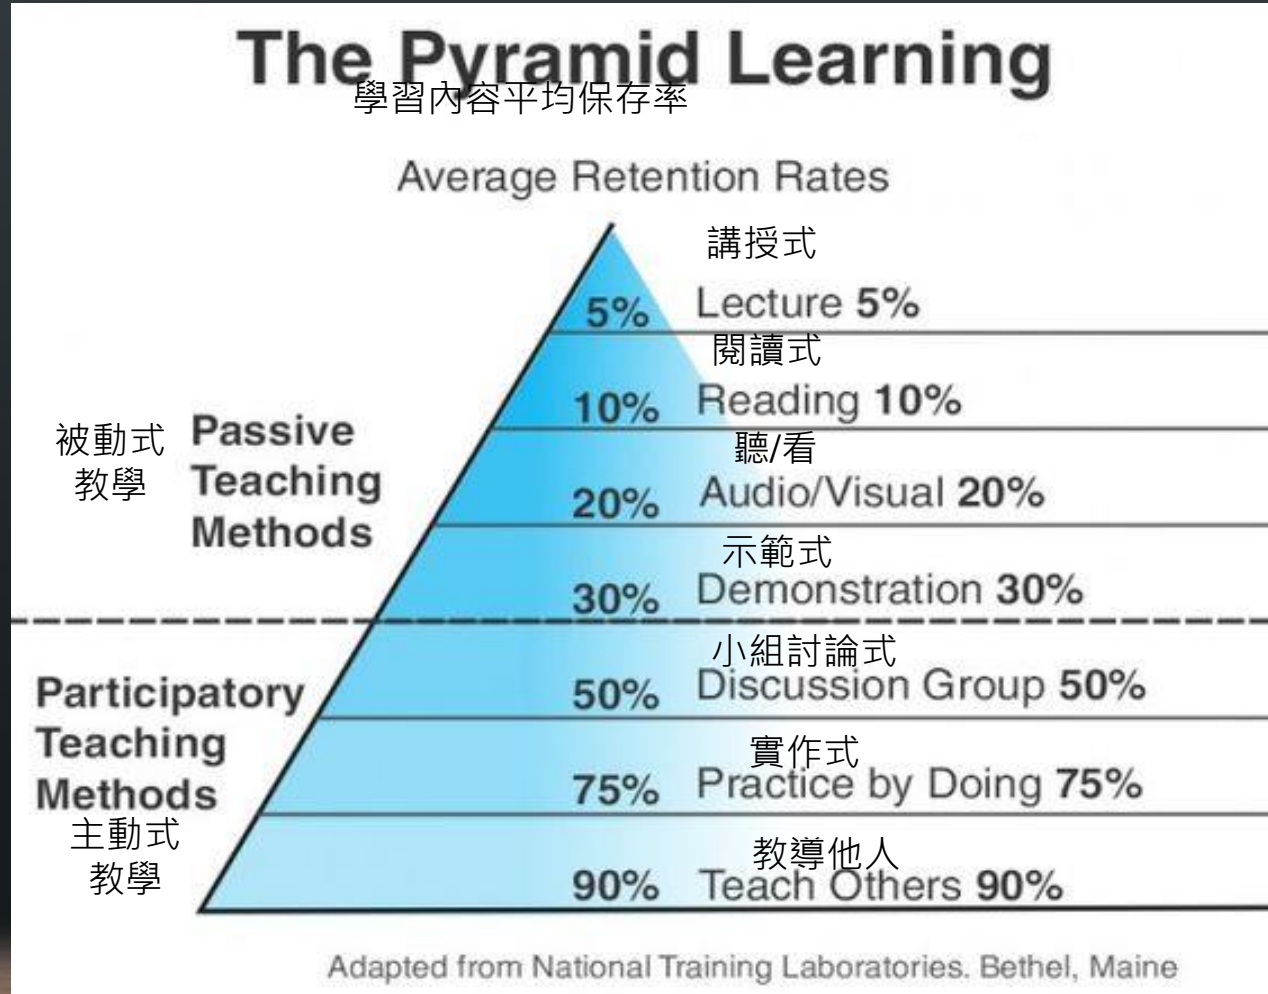 The Pyramid Learning
學習內容平均保存率
Average Retention Rates
講授式
5% Lecture 5%
閱讀式
10% Reading 10%
聽/看
20% Audio/Visual 20%
示範式
30% Demonstration 30%
被動式
教學
Passive
Teaching
Methods
小組討論式
50% Discussion Group 50%
實作式
75% Practice by Doing 75%
教導他人
90% Teach Others 90%
Participatory
Teaching
Methods
主動式
教學
Adapted from National Training Laboratories. Bethel, Maine